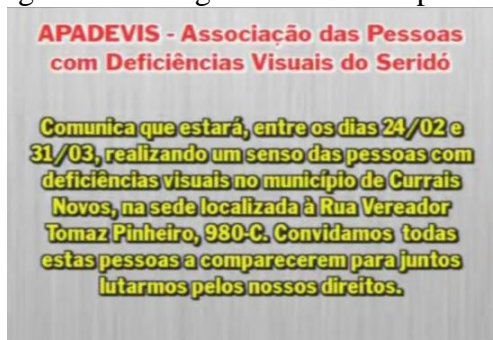 APADEVIS - Associação das Pessoas
com Deficiências Visuais do Seridó
Comunica que estará, entre os dias 24/02 e
31/03, realizando um senso das pessoas com
deficiências visuais no município de Currais
Novos, na sede localizada à Rua Vereador
Tomaz Pinheiro, 980-C. Convidamos todas
estas pessoas a comparecerem para juntos
lutarmos pelos nossos direitos.